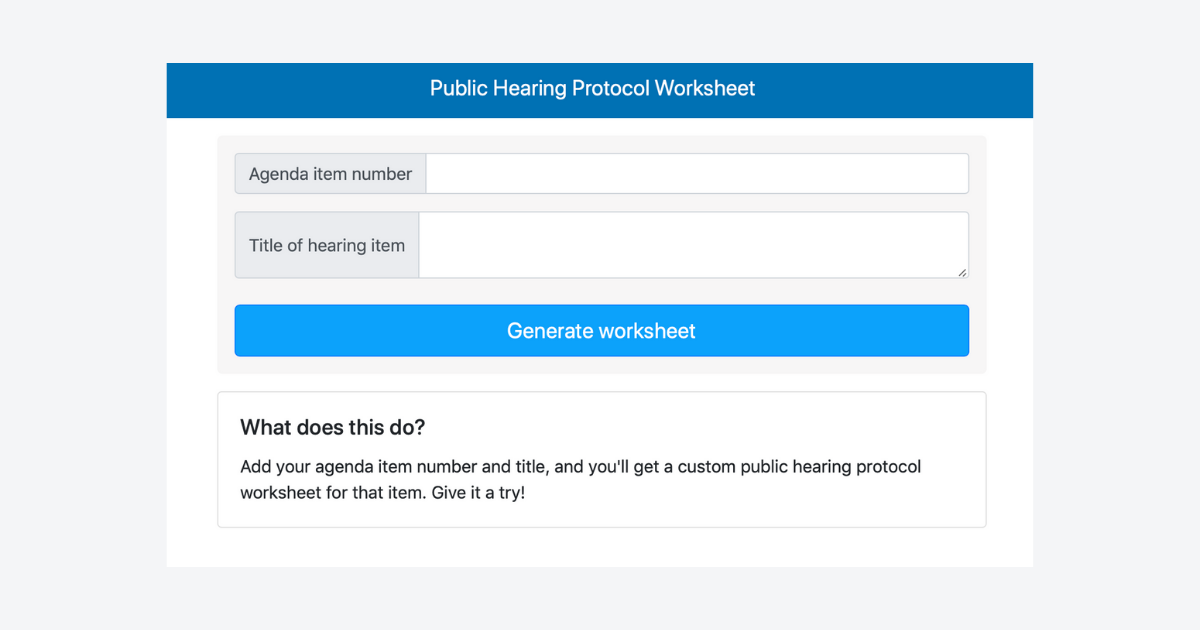 Public Hearing Protocol Worksheet
Agenda item number
Title of hearing item
Generate worksheet
What does this do?
Add your agenda item number and title, and you'll get a custom public hearing protocol
worksheet for that item. Give it a try!